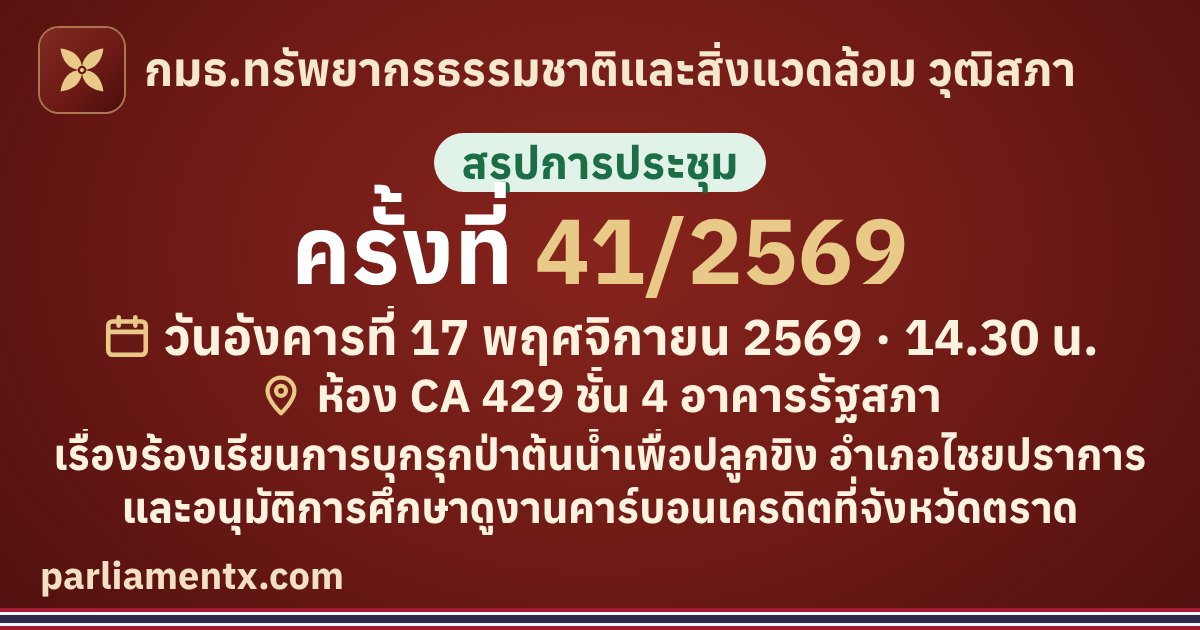 กมธ.ทรัพยากรธรรมชาติและสิ่งแวดล้อม วุฒิสภา
สรุปการประชุม
ครั้งที่ 41/2569
วันอังคารที่ 17 พฤศจิกายน 2569 · 14.30 น.
ห้อง CA 429 ชั้น 4 อาคารรัฐสภา
เรื่องร้องเรียนการบุกรุกป่าต้นน้ำเพื่อปลูกขิง อำเภอไชยปราการ
และอนุมัติการศึกษาดูงานคาร์บอนเครดิตที่จังหวัดตราด
parliamentx.com